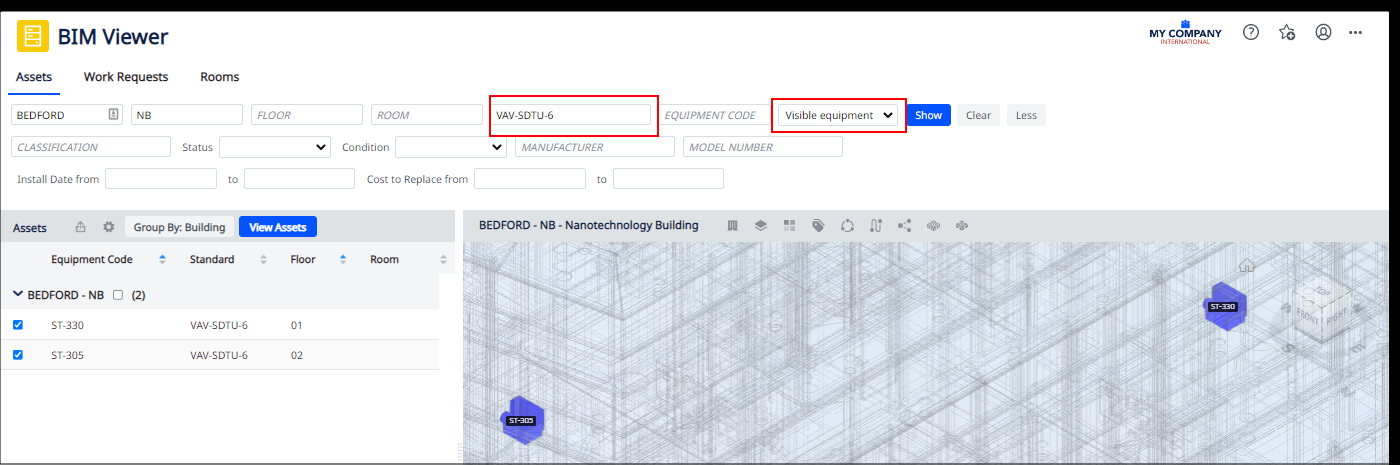 BIM Viewer
MY COMPANY
INTERNATIONAL
Assets Work Requests Rooms
BEDFORD NB FLOOR ROOM VAV-SDTU-6 EQUIPMENT CODE Visible equipment Show Clear Less
CLASSIFICATION Status Condition MANUFACTURER MODEL NUMBER
Install Date from to Cost to Replace from to
Assets Group By: Building View Assets
Equipment Code Standard Floor Room
BEDFORD - NB (2)
ST-330 VAV-SDTU-6 01
ST-305 VAV-SDTU-6 02
BEDFORD - NB - Nanotechnology Building
ST-330
TOP
FRONT RIGHT
ST-305